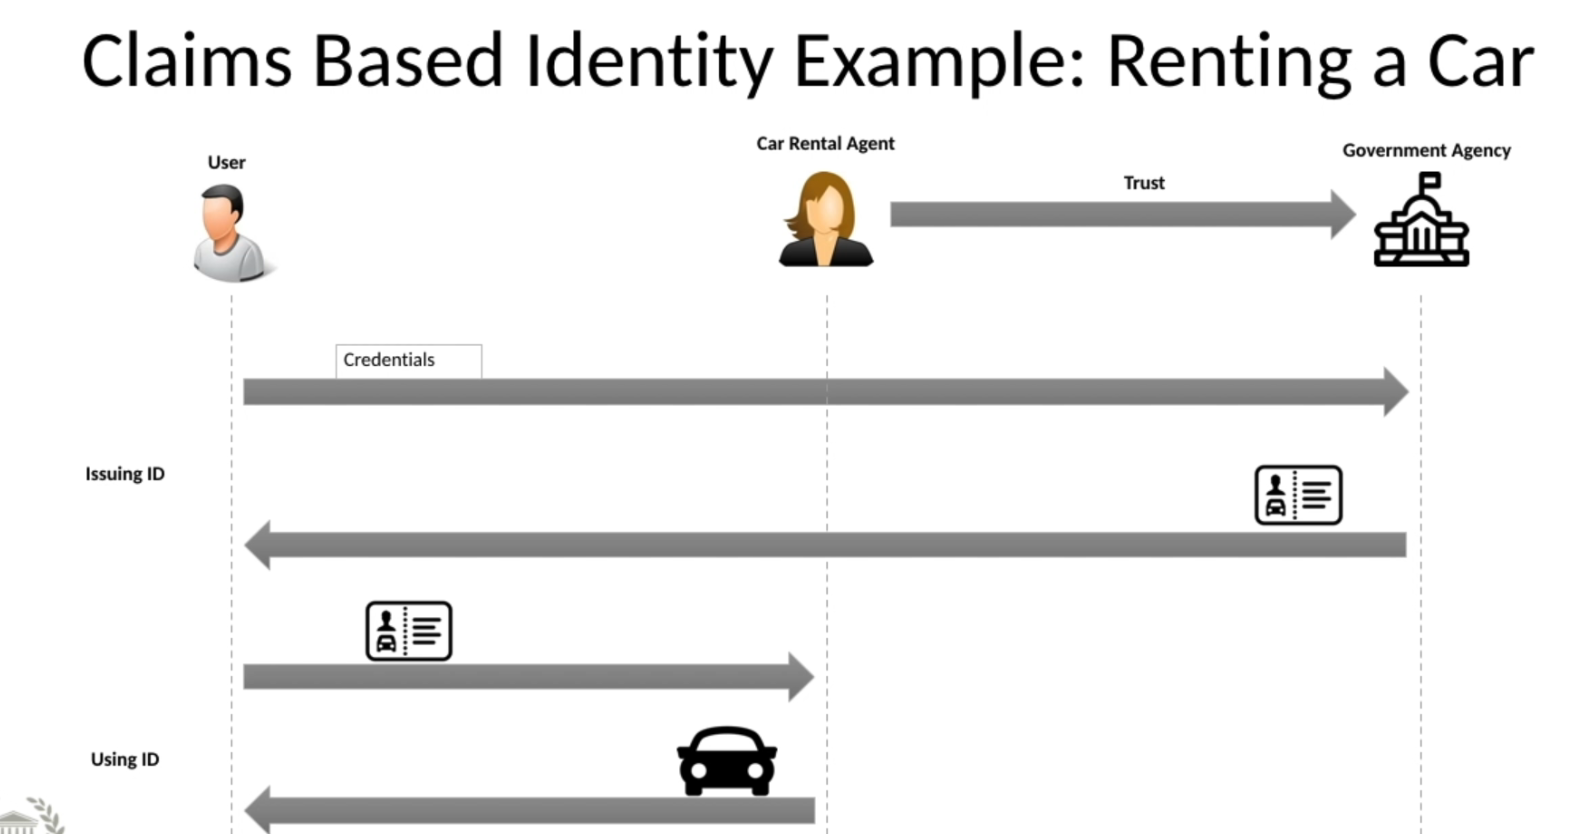 Claims Based Identity Example: Renting a Car
User
Car Rental Agent
Trust
Government Agency
Credentials
Issuing ID
Using ID